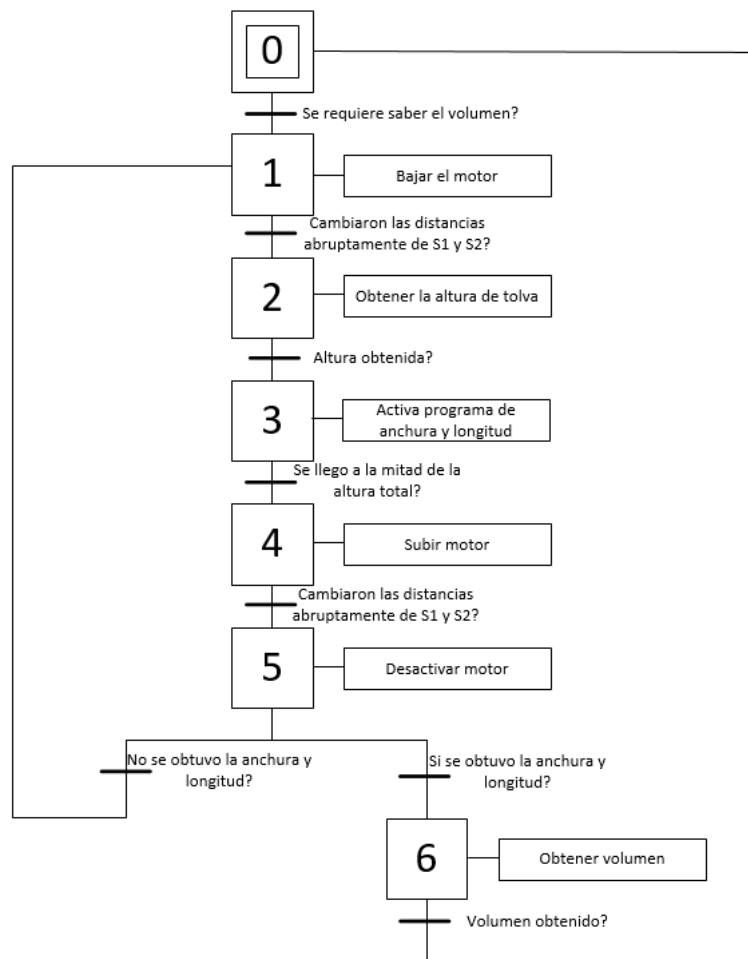 0
Se requiere saber el volumen?
1
Bajar el motor
Cambiaron las distancias
abruptamente de S1 y S2?
2
Obtener la altura de tolva
Altura obtenida?
3
Activa programa de
anchura y longitud
Se llego a la mitad de la
altura total?
4
Subir motor
Cambiaron las distancias
abruptamente de S1 y S2?
5
Desactivar motor
No se obtuvo la anchura y
longitud?
Si se obtuvo la anchura y
longitud?
6
Obtener volumen
Volumen obtenido?